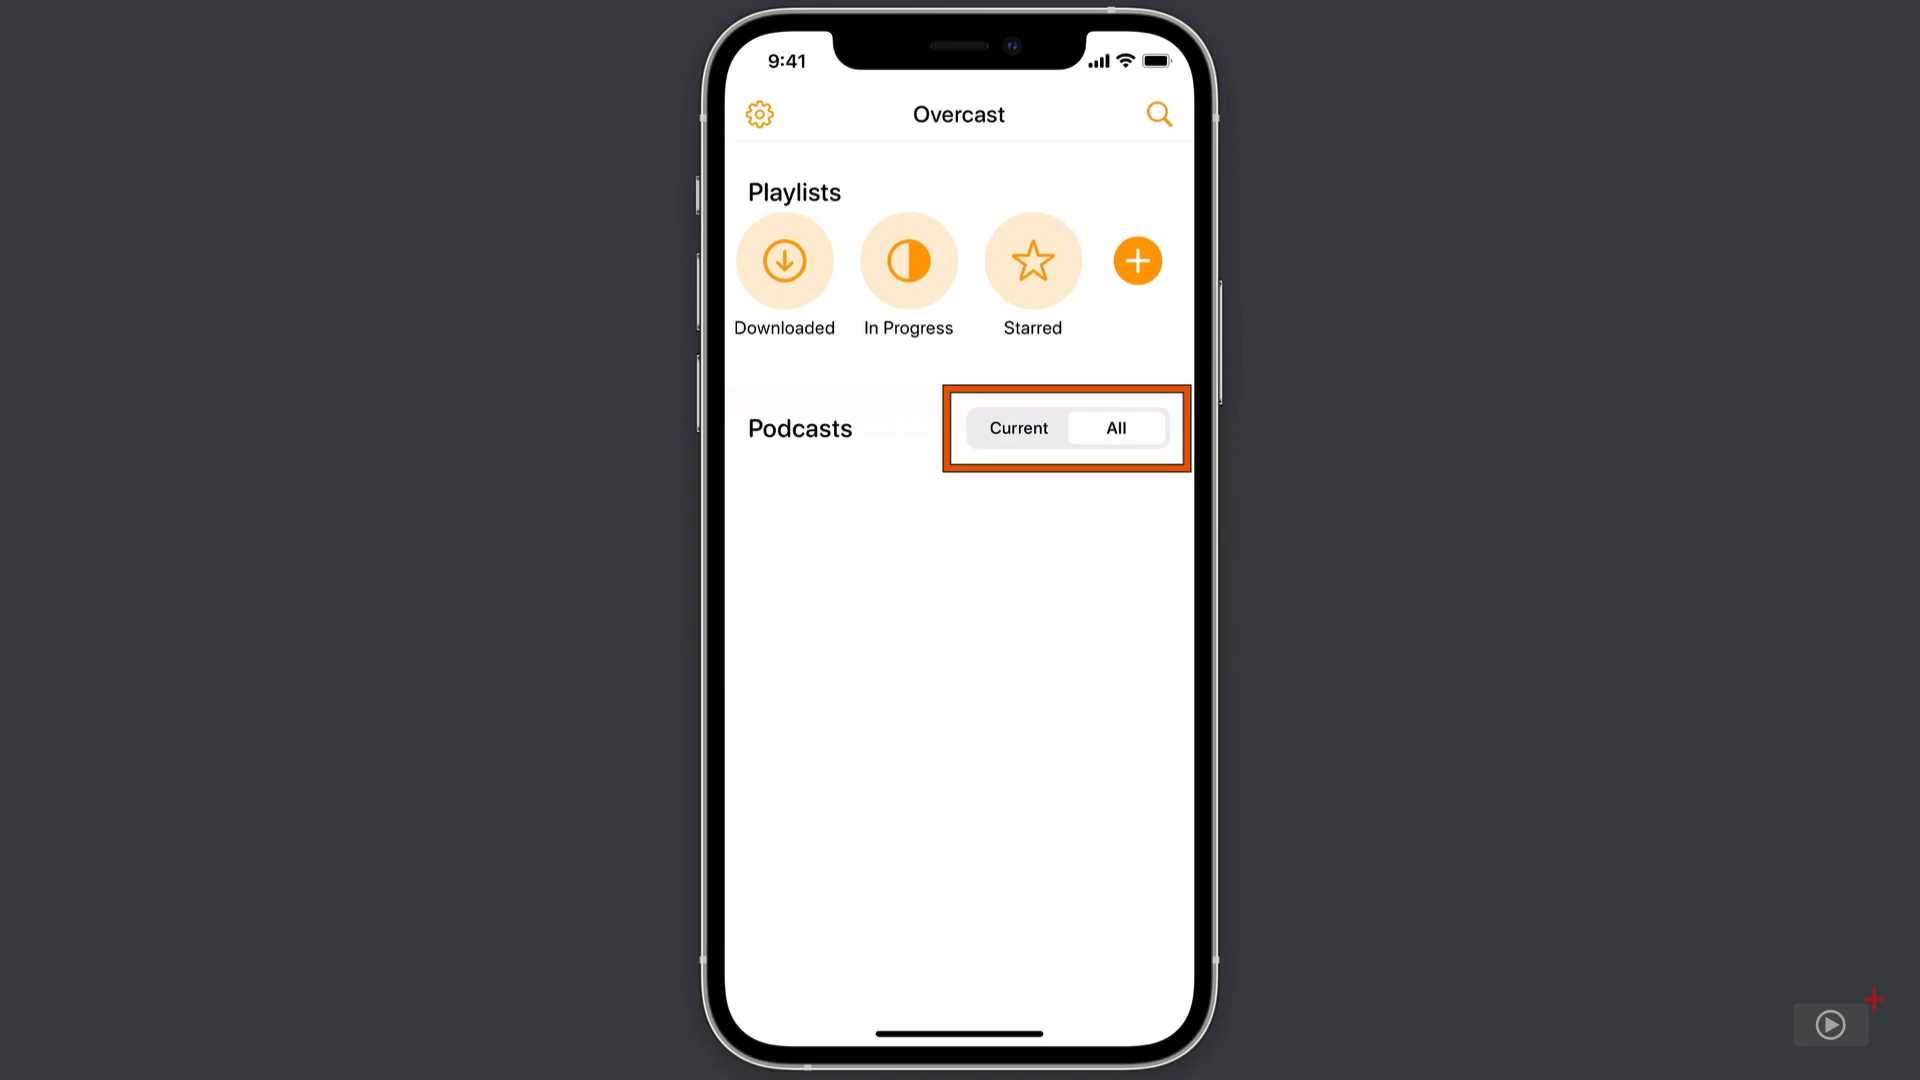 9:41
Overcast
Playlists
Downloaded In Progress Starred
Podcasts Current All